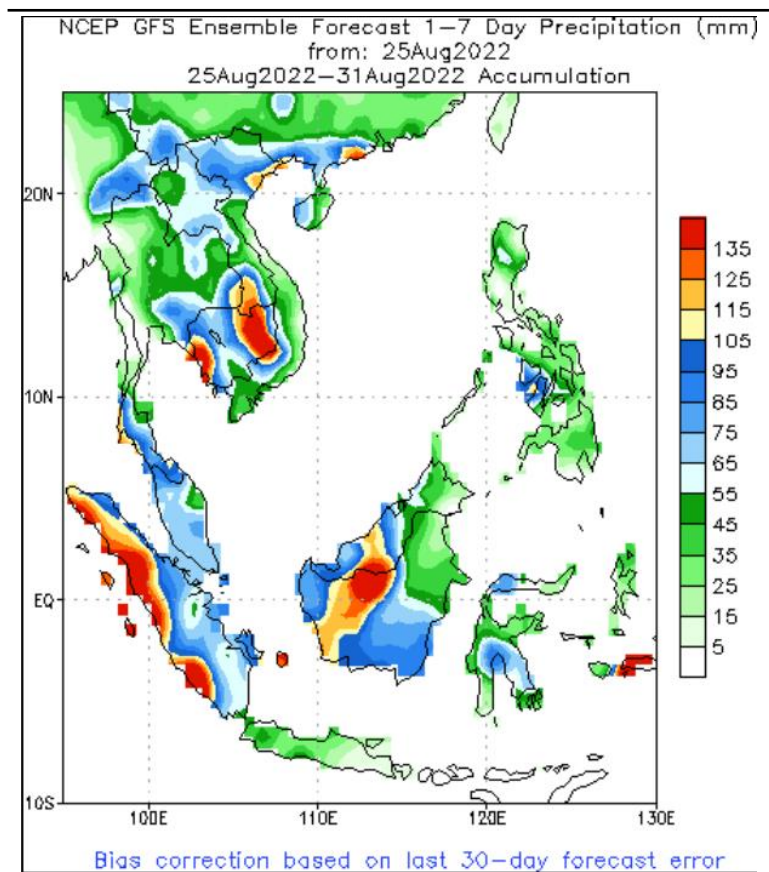 NCEP GFS Ensemble Forecast 1-7 Day Precipitation (mm)
from: 25Aug2022
25Aug2022-31Aug2022 Accumulation
20N
10N
EQ
10S
100E
110E
120E
130E
135
125
115
105
95
85
75
65
55
45
35
25
15
5
Bias correction based on last 30-day forecast error